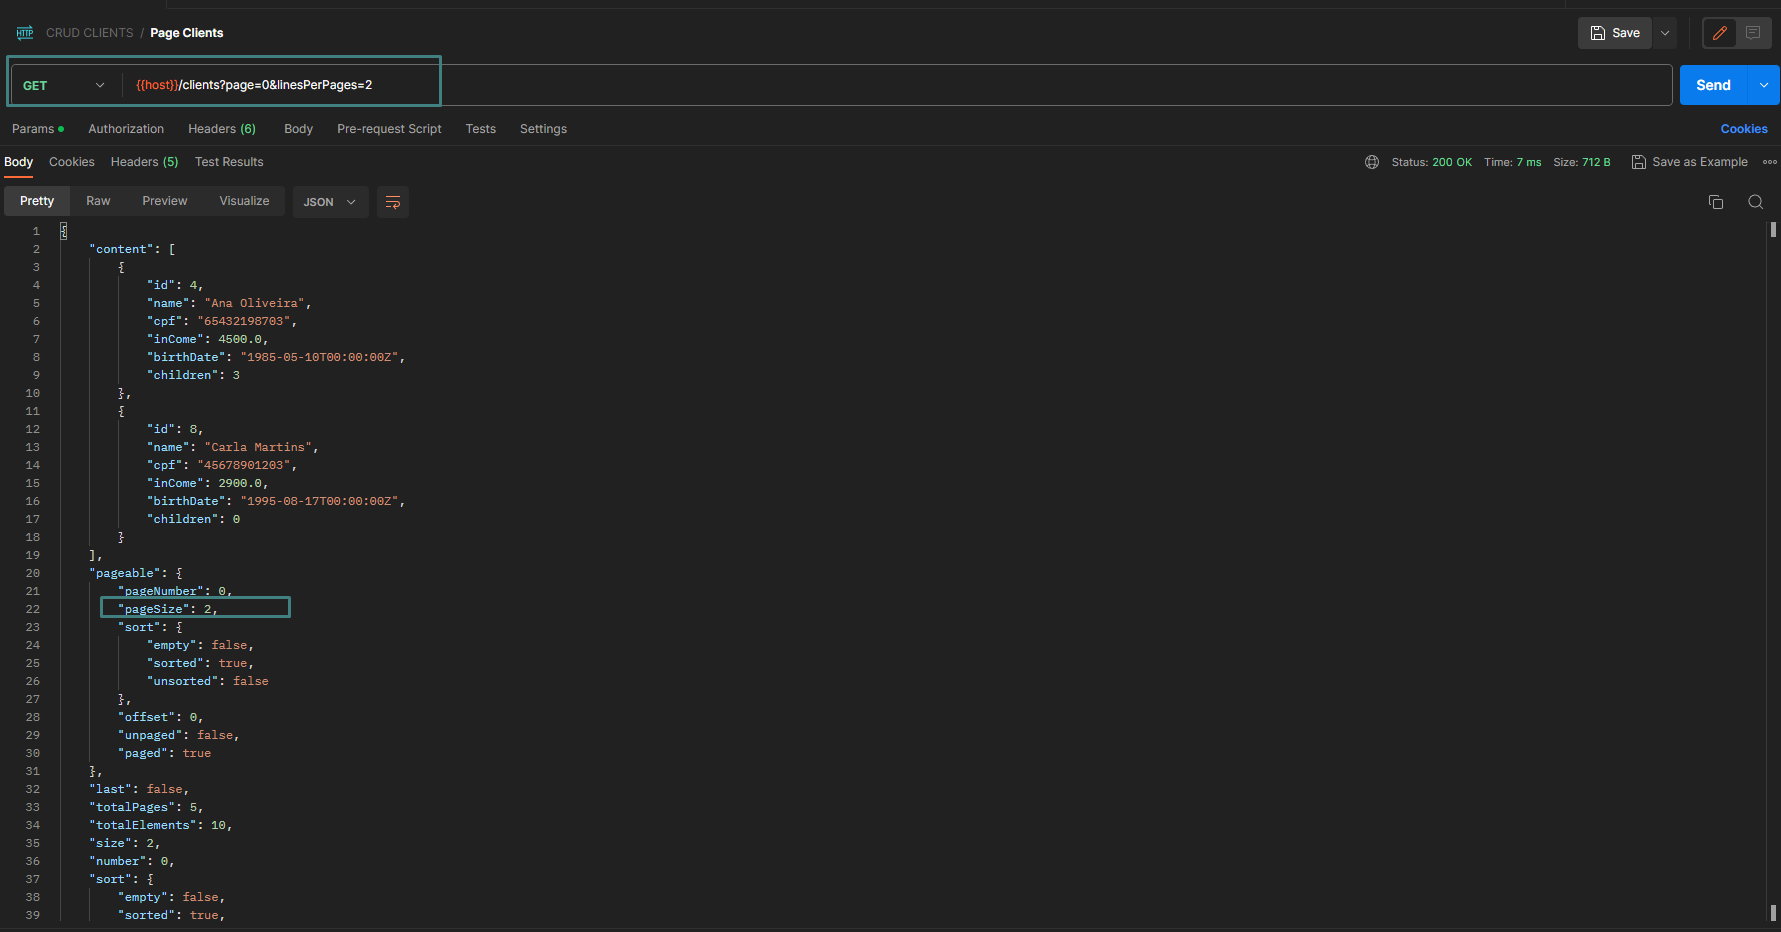 HTTP CRUD CLIENTS / Page Clients Save
GET {{host}}/clients?page=0&linesPerPages=2 Send
Params Authorization Headers (6) Body Pre-request Script Tests Settings Cookies
Body Cookies Headers (5) Test Results Status: 200 OK Time: 7 ms Size: 712 B Save as Example
Pretty Raw Preview Visualize JSON
1 {
2 "content": [
3 {
4 "id": 4,
5 "name": "Ana Oliveira",
6 "cpf": "65432198703",
7 "inCome": 4500.0,
8 "birthDate": "1985-05-10T00:00:00Z",
9 "children": 3
10 },
11 {
12 "id": 8,
13 "name": "Carla Martins",
14 "cpf": "45678901203",
15 "inCome": 2900.0,
16 "birthDate": "1995-08-17T00:00:00Z",
17 "children": 0
18 }
19 ],
20 "pageable": {
21 "pageNumber": 0,
22 "pageSize": 2,
23 "sort": {
24 "empty": false,
25 "sorted": true,
26 "unsorted": false
27 },
28 "offset": 0,
29 "unpaged": false,
30 "paged": true
31 },
32 "last": false,
33 "totalPages": 5,
34 "totalElements": 10,
35 "size": 2,
36 "number": 0,
37 "sort": {
38 "empty": false,
39 "sorted": true,